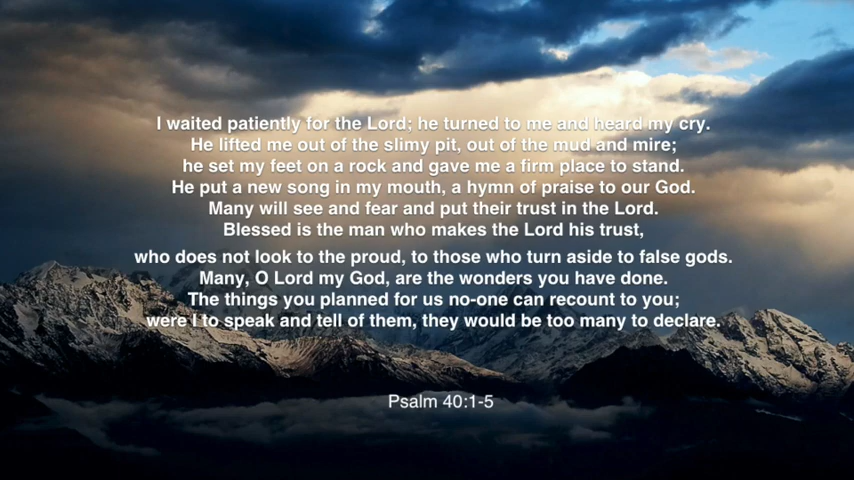 I waited patiently for the Lord; he turned to me and heard my cry.
He lifted me out of the slimy pit, out of the mud and mire;
he set my feet on a rock and gave me a firm place to stand.
He put a new song in my mouth, a hymn of praise to our God.
Many will see and fear and put their trust in the Lord.
Blessed is the man who makes the Lord his trust,
who does not look to the proud, to those who turn aside to false gods.
Many, O Lord my God, are the wonders you have done.
The things you planned for us no-one can recount to you;
were I to speak and tell of them, they would be too many to declare.
Psalm 40:1-5